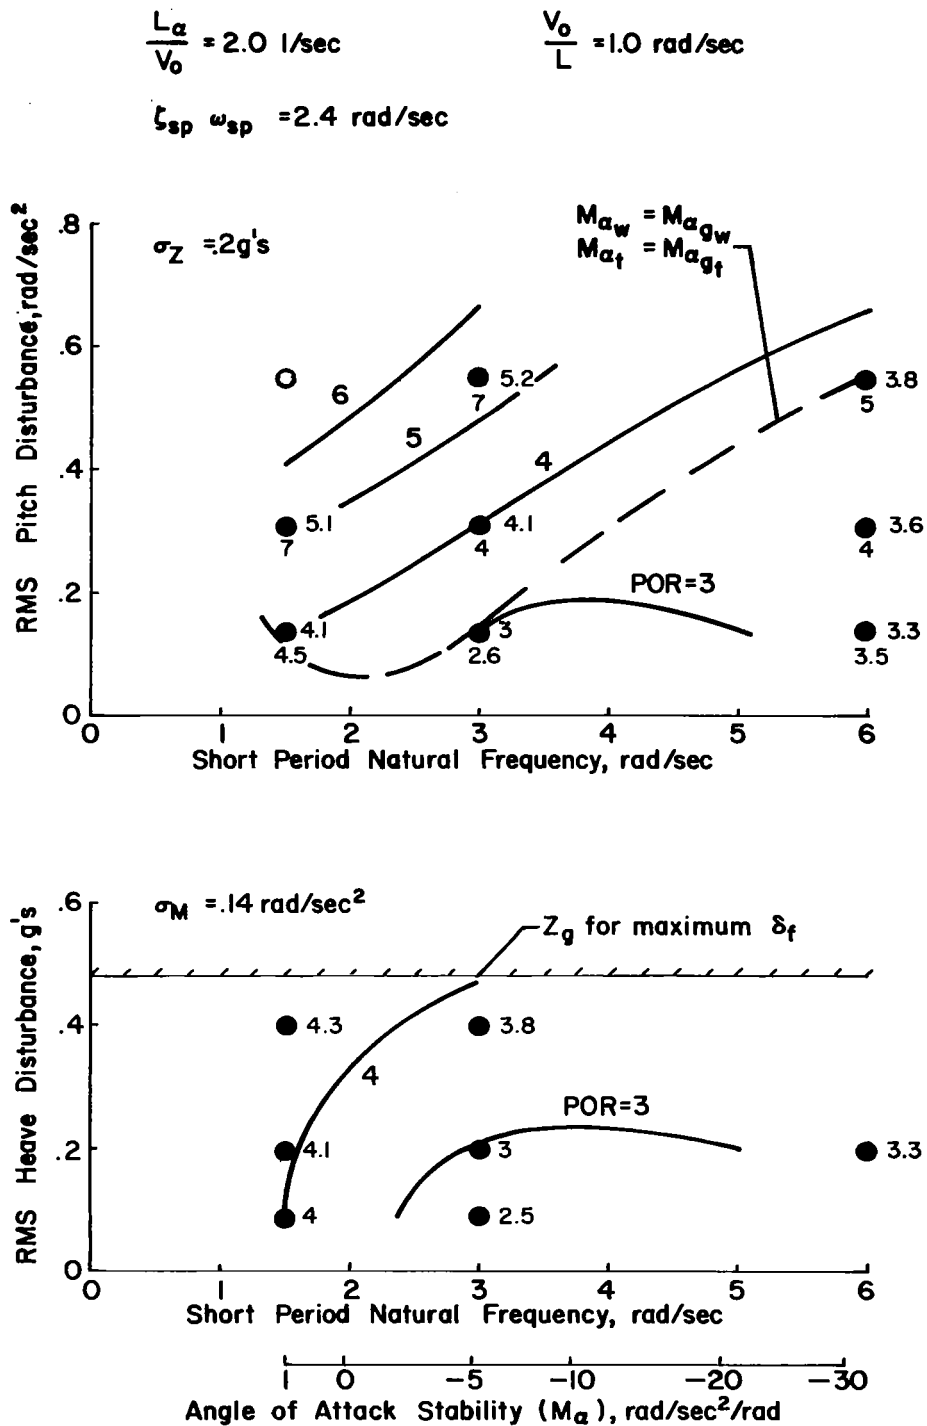 Lα/Vo = 2.0 1/sec
Vo/L = 1.0 rad/sec
ζsp ωsp = 2.4 rad/sec
σZ = .2g's
Mαw = Mαgw
Mαt = Mαgt
RMS Pitch Disturbance, rad/sec2
.8
.6
.4
.2
0
6
5.2
7
5
3.8
5
4
5.1
7
4.1
4
3.6
4
POR=3
4.1
4.5
3
2.6
3.3
3.5
0 1 2 3 4 5 6
Short Period Natural Frequency, rad/sec
σM = .14 rad/sec2
Zg for maximum δf
RMS Heave Disturbance, g's
.6
.4
.2
0
4.3
3.8
4
POR=3
4.1
3
3.3
4
2.5
0 1 2 3 4 5 6
Short Period Natural Frequency, rad/sec
1 0 -5 -10 -20 -30
Angle of Attack Stability (Mα), rad/sec2/rad